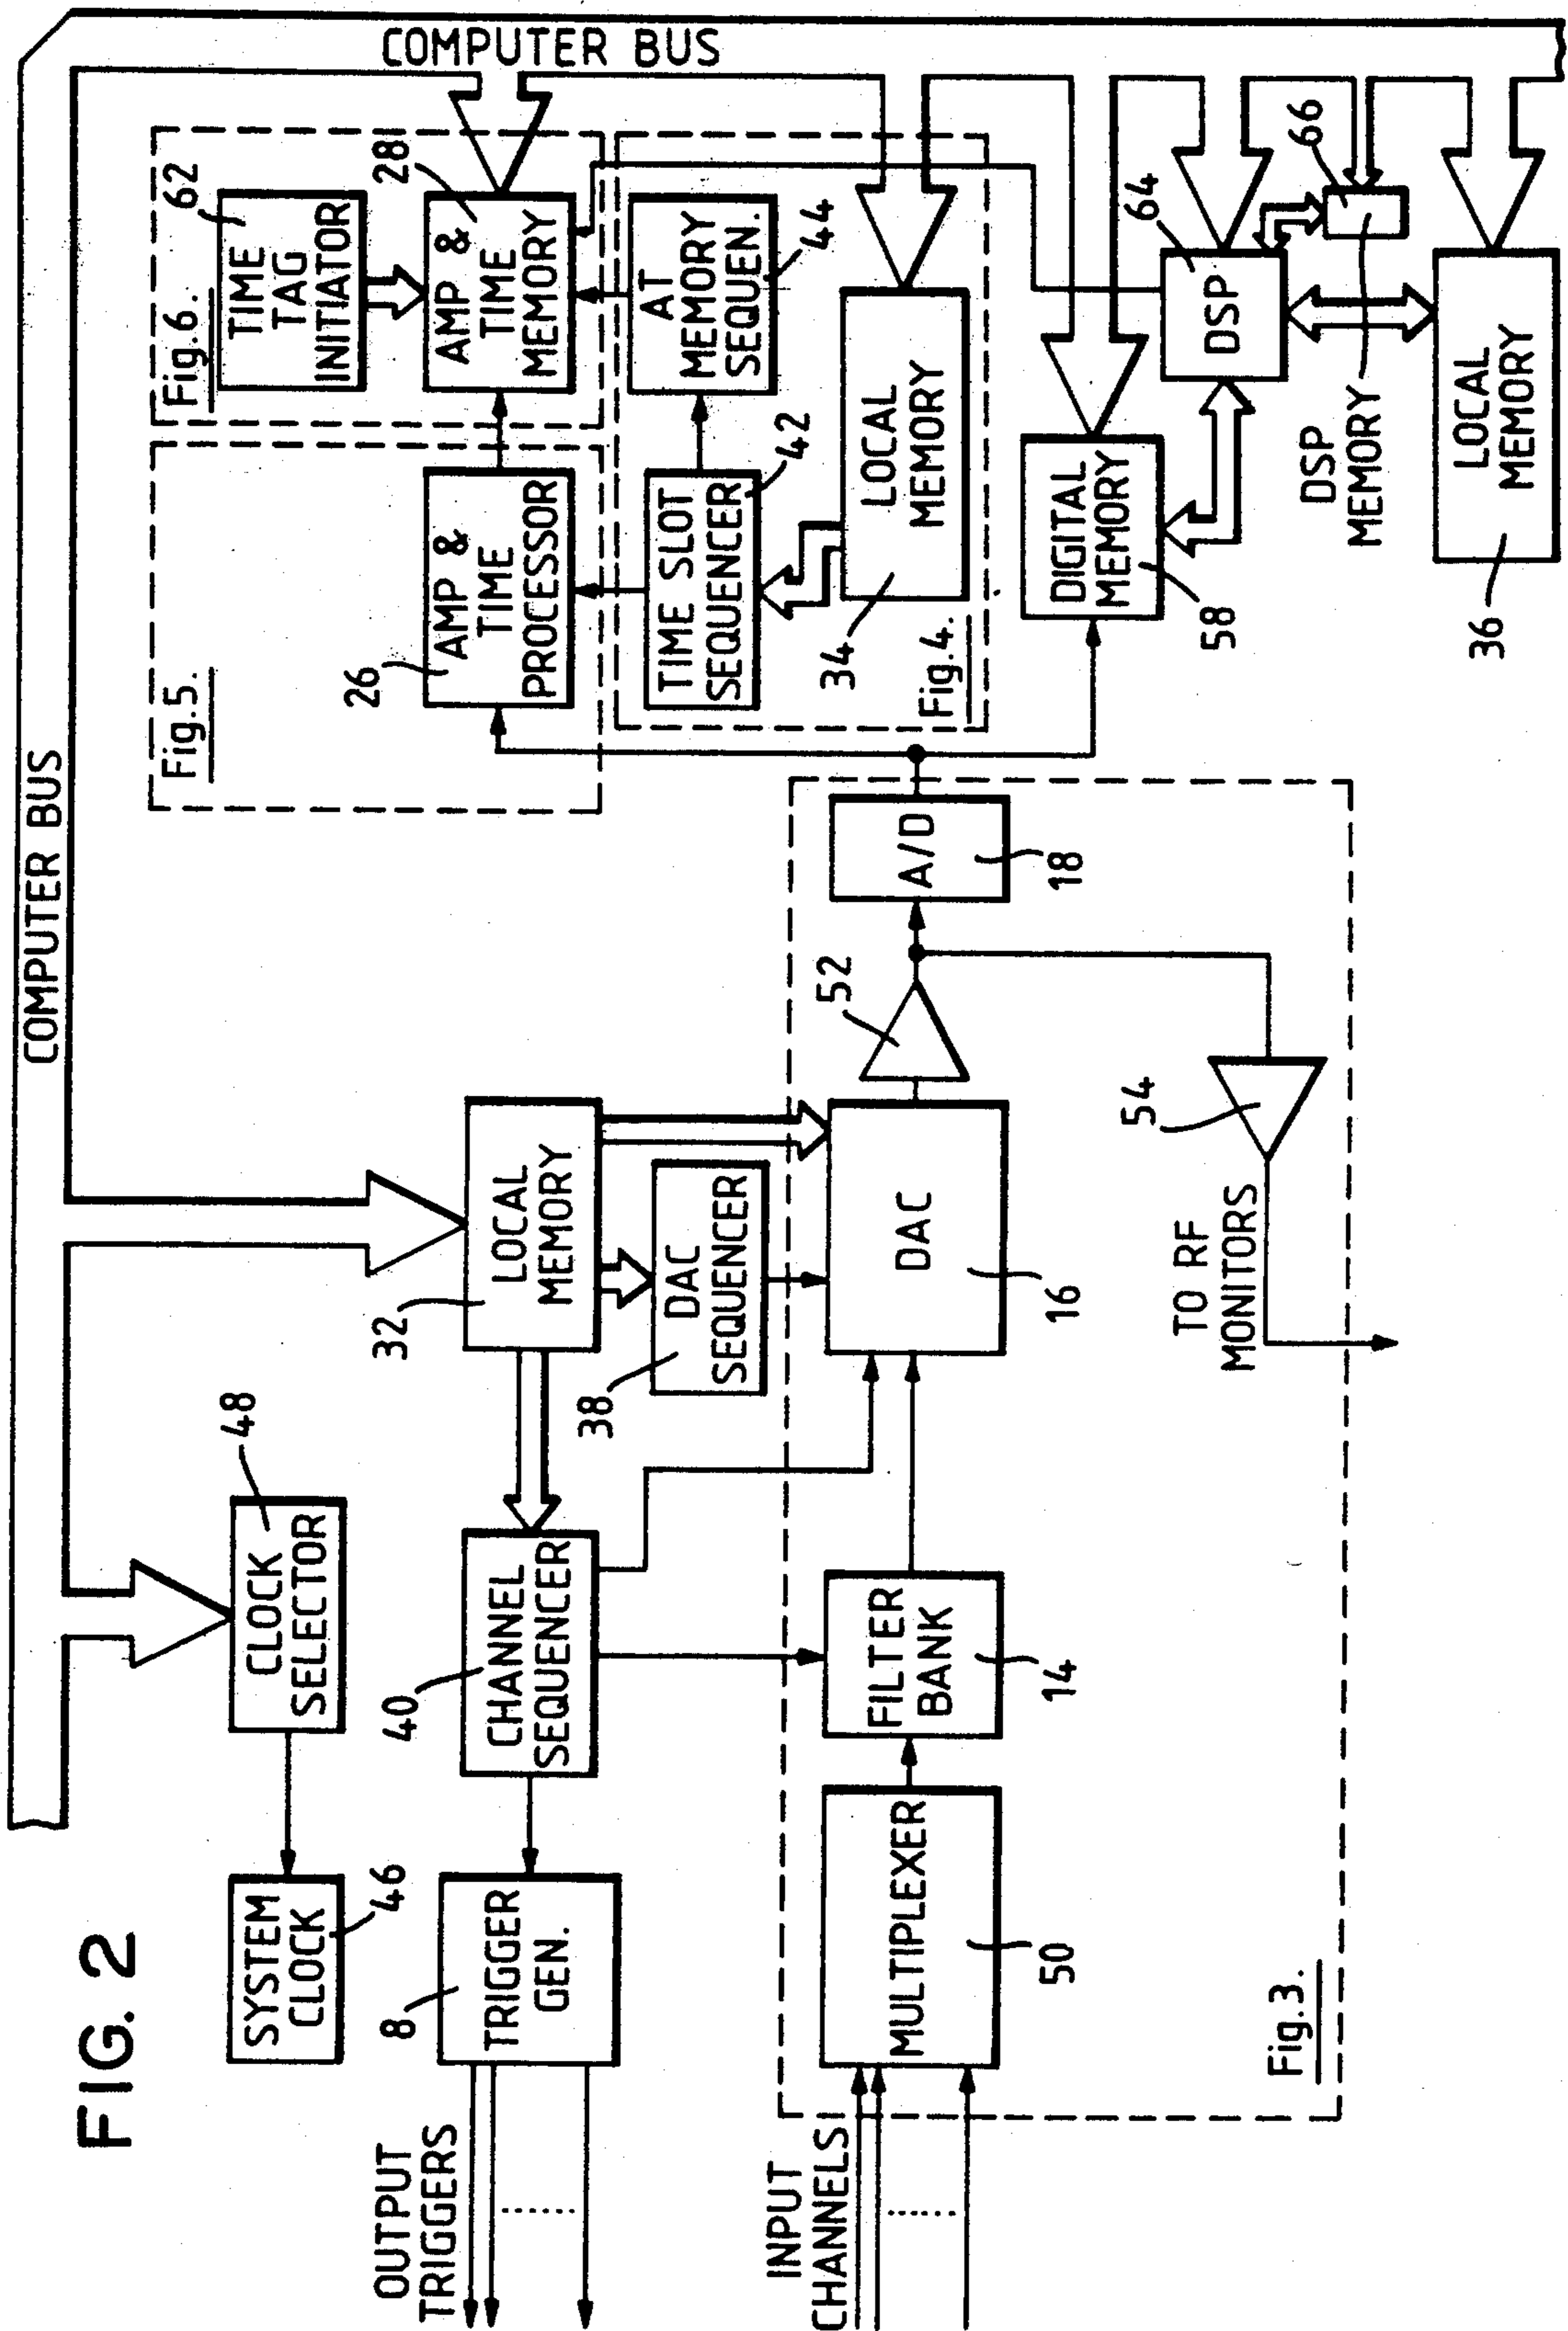 FIG. 2
COMPUTER BUS
COMPUTER BUS
SYSTEM
CLOCK
46
CLOCK
SELECTOR
48
OUTPUT
TRIGGERS
8
TRIGGER
GEN.
40
CHANNEL
SEQUENCER
32
LOCAL
MEMORY
38
DAC
SEQUENCER
INPUT
CHANNELS
MULTIPLEXER
50
FILTER
BANK
14
DAC
16
52
A/D
18
54
TO RF
MONITORS
Fig.3.
Fig.5.
26
AMP &
TIME
PROCESSOR
Fig.6.
TIME
TAG
INITIATOR
62
AMP &
TIME
MEMORY
28
TIME SLOT
SEQUENCER
42
AT
MEMORY
SEQUEN.
44
34
LOCAL
MEMORY
Fig.4.
DIGITAL
MEMORY
58
DSP
64
66
DSP
MEMORY
36
LOCAL
MEMORY